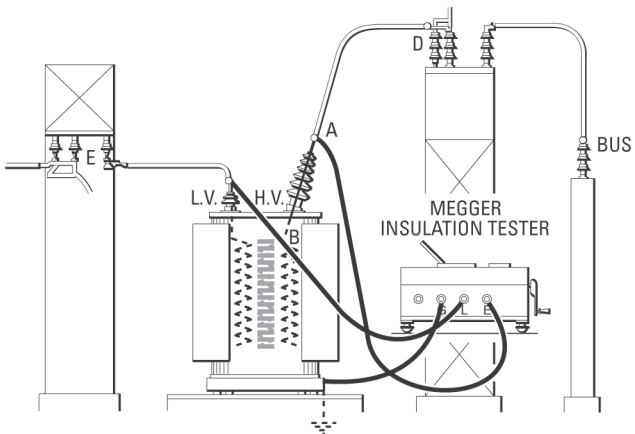 D
A
BUS
E
L.V.
H.V.
MEGGER
INSULATION TESTER
B
G L E